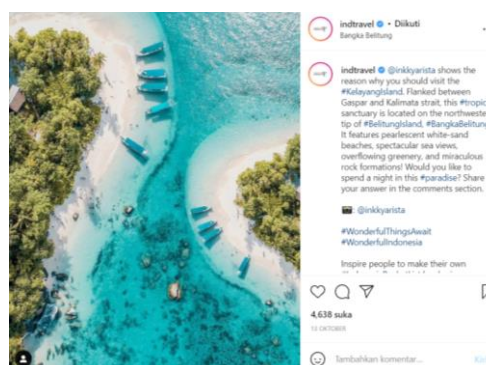 indtravel • Diikuti
Bangka Belitung
indtravel @inkkyarista shows the
reason why you should visit the
#KelayangIsland. Flanked between
Gaspar and Kalimata strait, this #tropic
sanctuary is located on the northweste
tip of #BelitungIsland, #BangkaBelitung
It features pearlescent white-sand
beaches, spectacular sea views,
overflowing greenery, and miraculous
rock formations! Would you like to
spend a night in this #paradise? Share
your answer in the comments section.
@inkkyarista
#WonderfulThingsAwait
#WonderfulIndonesia
Inspire people to make their own
4,638 suka
13 OKTOBER
Tambahkan komentar...